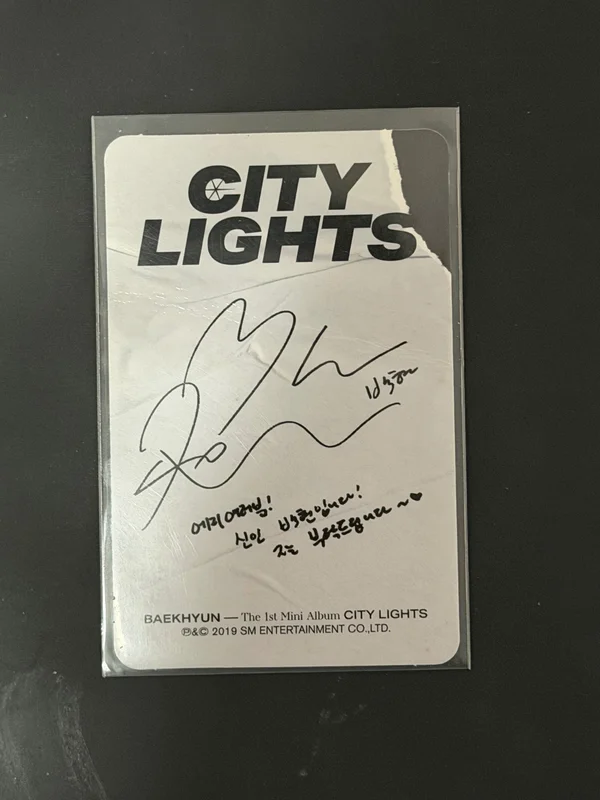 CITY
LIGHTS
백현
에리 여러분!
신인 백현입니다!
부탁드립니다~♥
BAEKHYUN — The 1st Mini Album CITY LIGHTS
℗&© 2019 SM ENTERTAINMENT CO.,LTD.